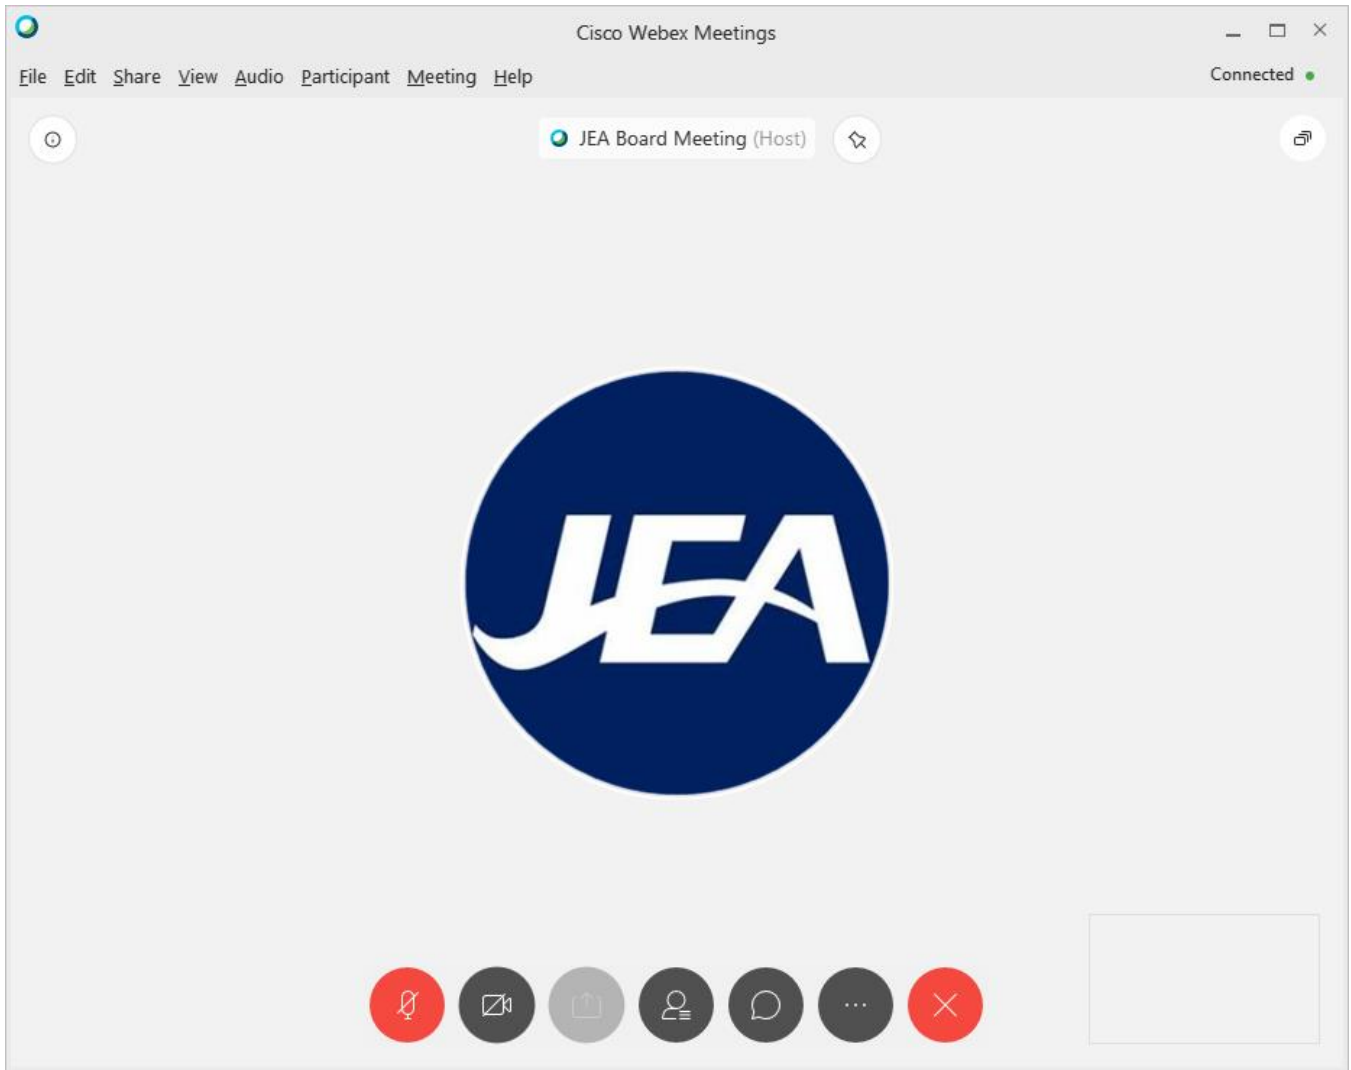 Cisco Webex Meetings
File Edit Share View Audio Participant Meeting Help Connected
JEA Board Meeting (Host)
JEA